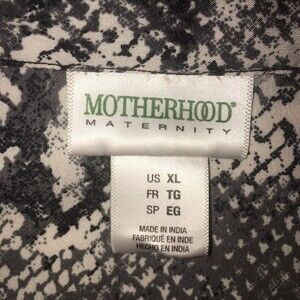 MOTHERHOOD®
MATERNITY
US XL
FR TG
SP EG
MADE IN INDIA
FABRIQUÉ EN INDE
HECHO EN INDIA